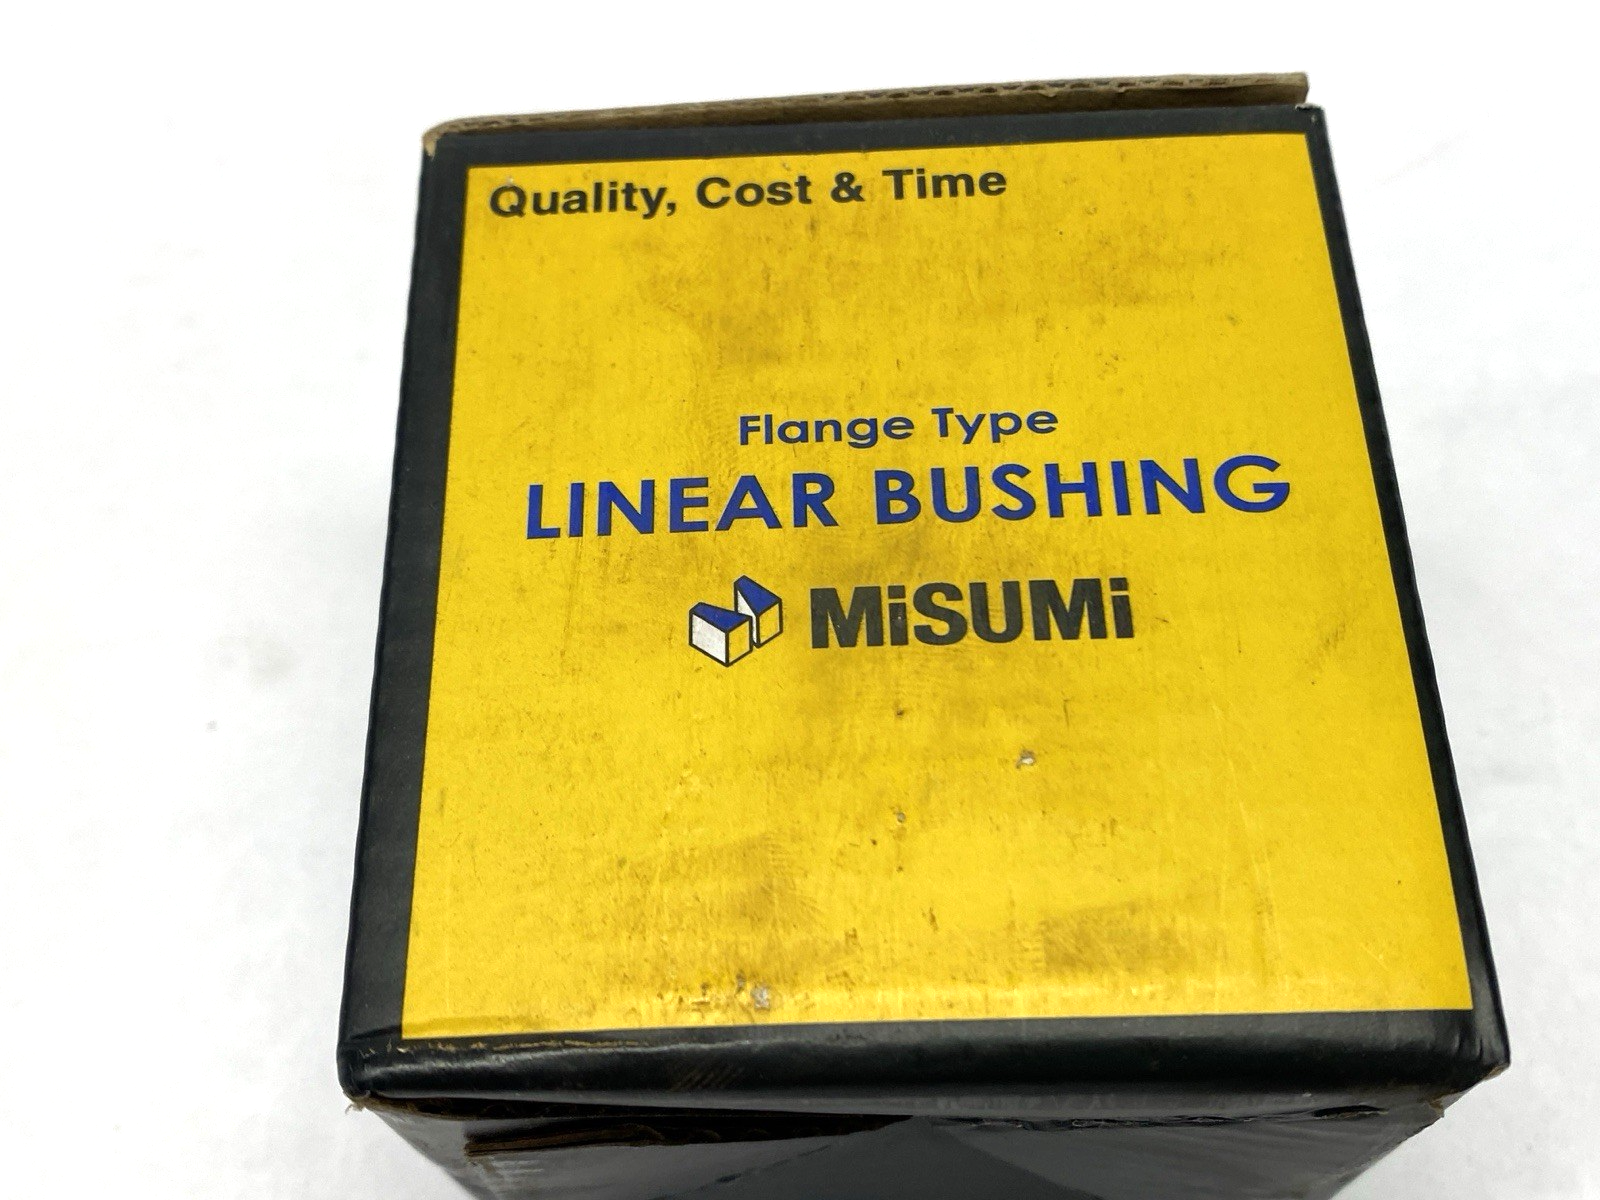 Quality, Cost & Time
Flange Type
LINEAR BUSHING
MiSUMi